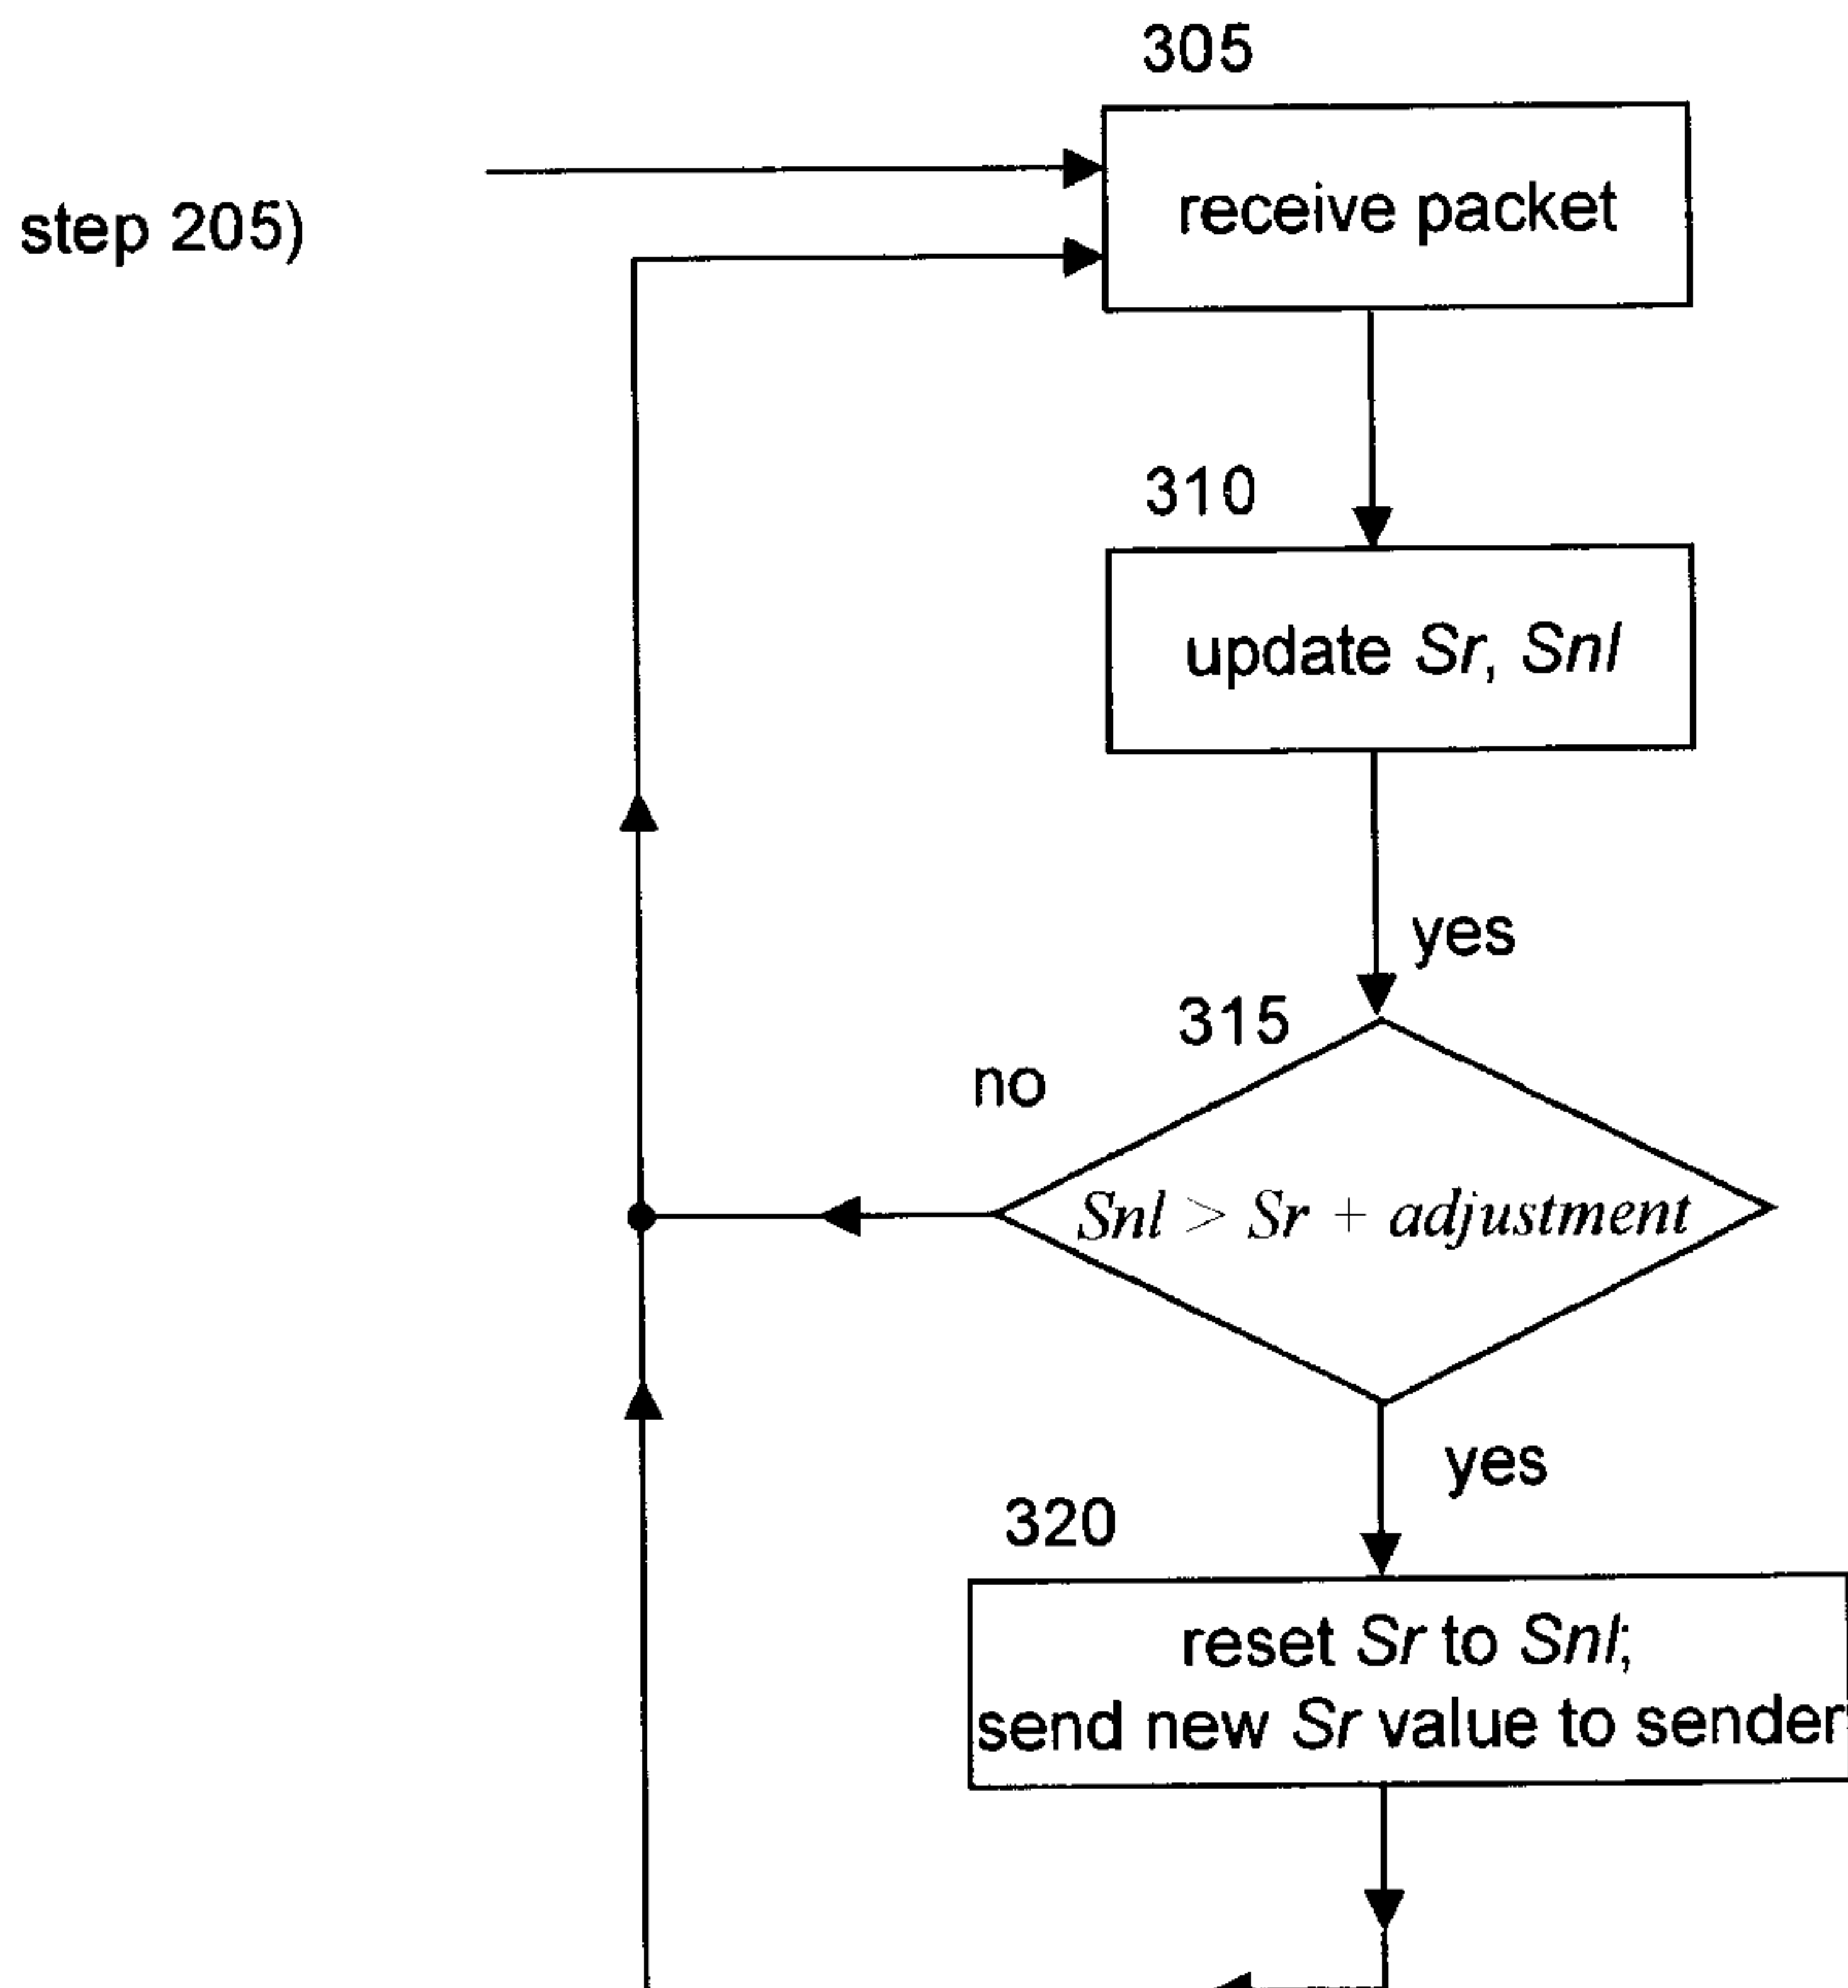 305
receive packet
step 205)
310
update Sr, Snl
yes
315
no
Snl > Sr + adjustment
yes
320
reset Sr to Snl;
send new Sr value to sender